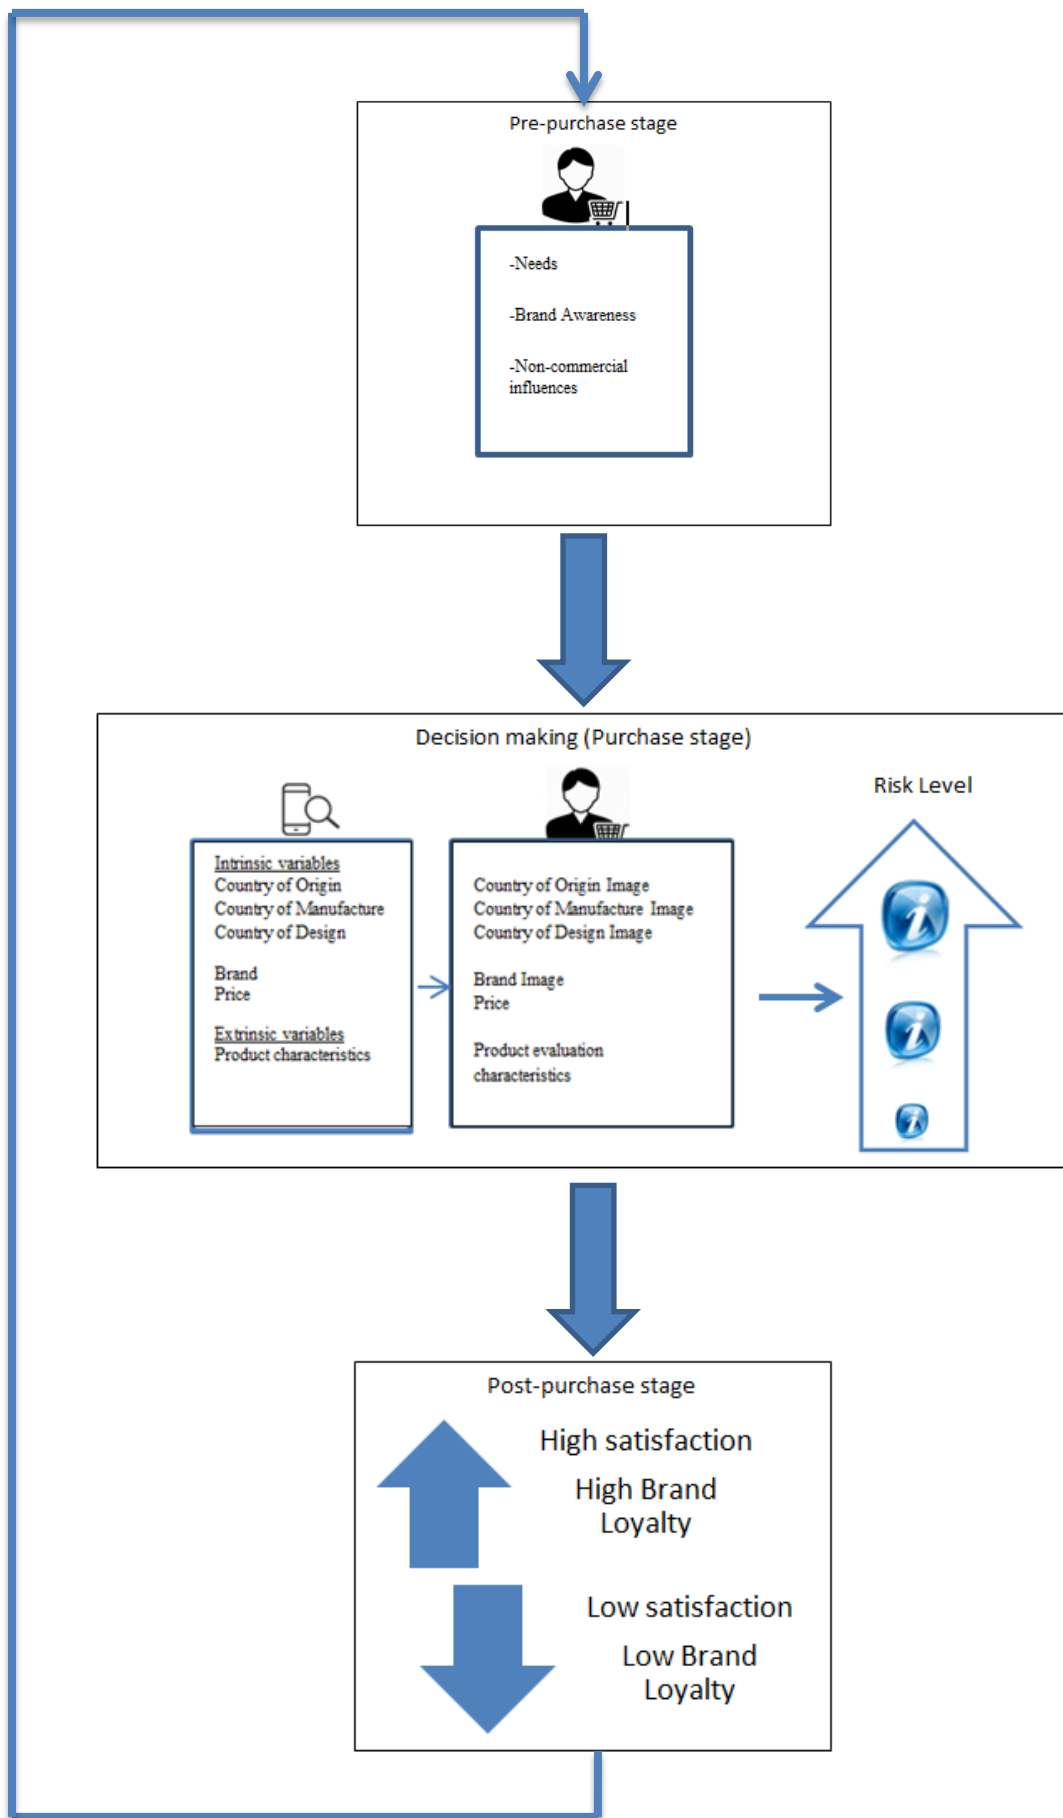 Pre-purchase stage
-Needs
-Brand Awareness
-Non-commercial
influences
Decision making (Purchase stage)
Risk Level
Intrinsic variables
Country of Origin
Country of Manufacture
Country of Design
Brand
Price
Extrinsic variables
Product characteristics
Country of Origin Image
Country of Manufacture Image
Country of Design Image
Brand Image
Price
Product evaluation
characteristics
i
i
i
Post-purchase stage
High satisfaction
High Brand
Loyalty
Low satisfaction
Low Brand
Loyalty